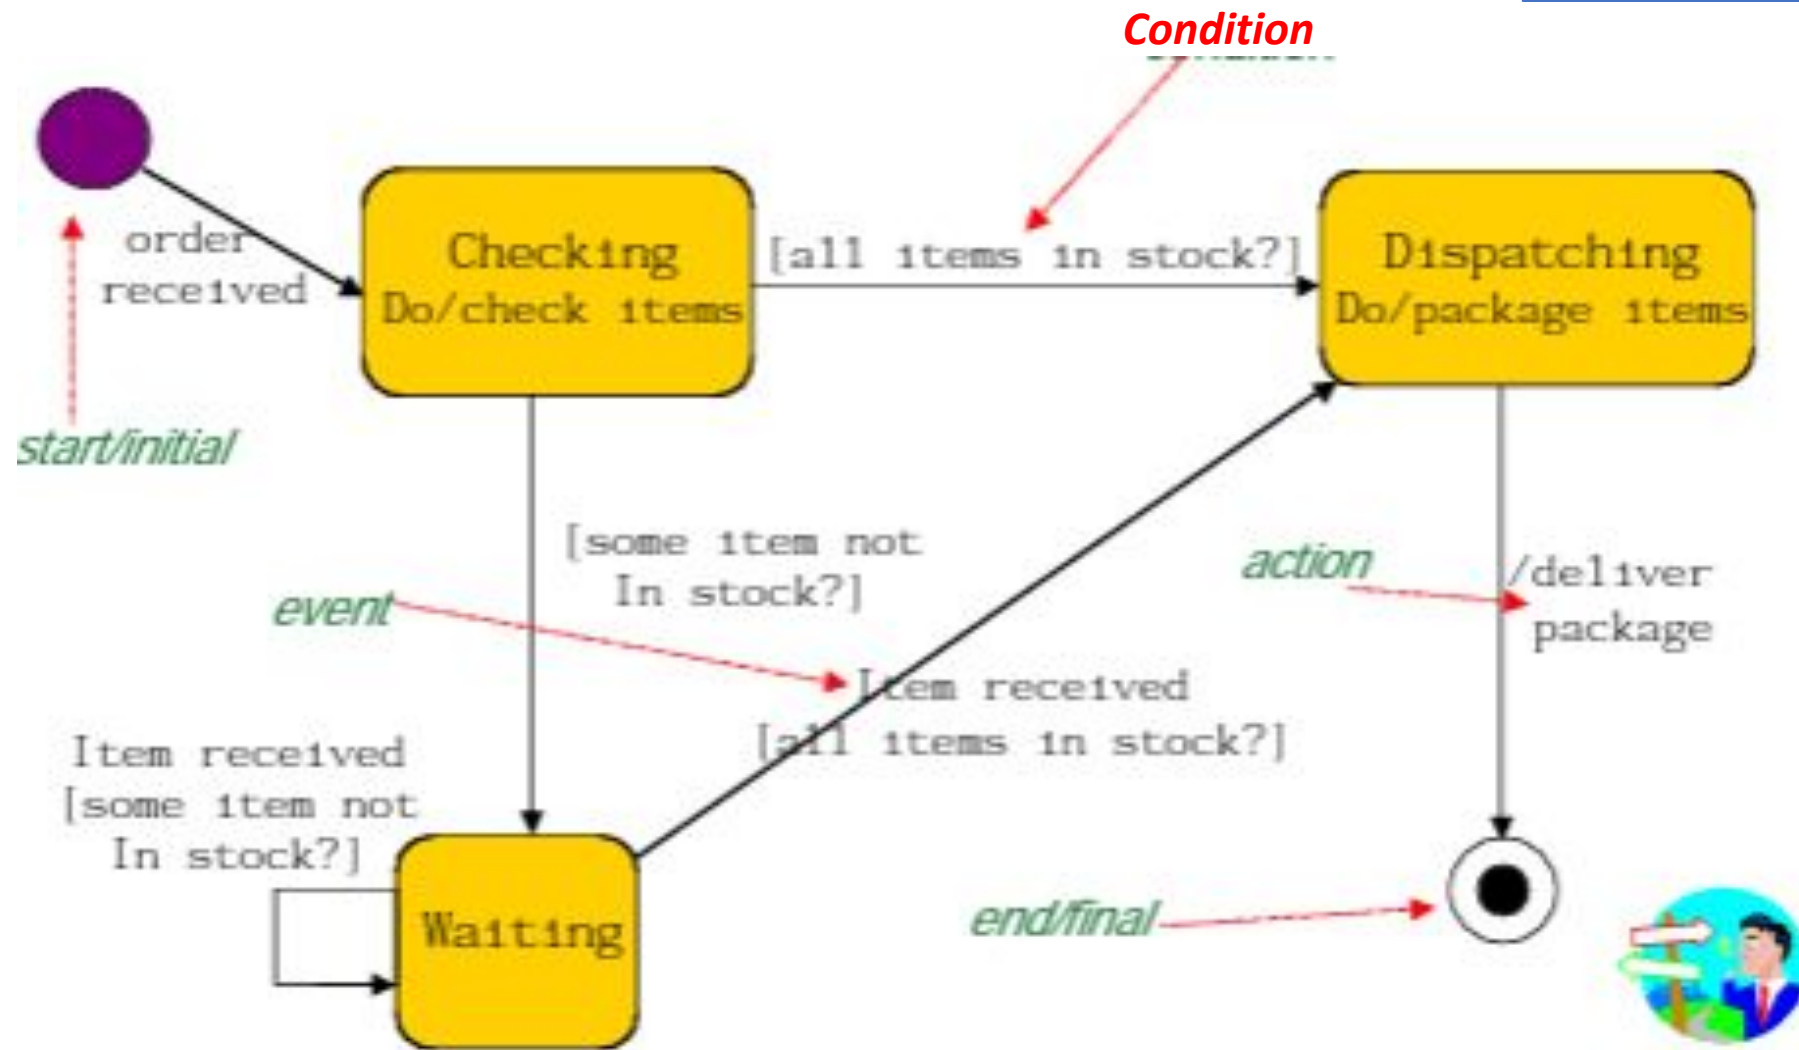 Condition
order
received
Checking
Do/check items
[all items in stock?]
Dispatching
Do/package items
start/initial
[some item not
In stock?]
event
action
/deliver
package
Item received
[all items in stock?]
Item received
[some item not
In stock?]
Waiting
end/final